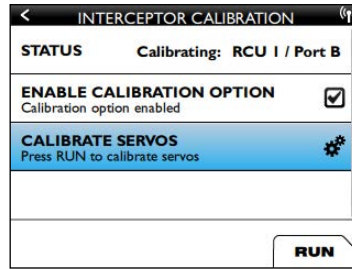 INTERCEPTOR CALIBRATION
STATUS Calibrating: RCU 1 / Port B
ENABLE CALIBRATION OPTION
Calibration option enabled
CALIBRATE SERVOS
Press RUN to calibrate servos
RUN